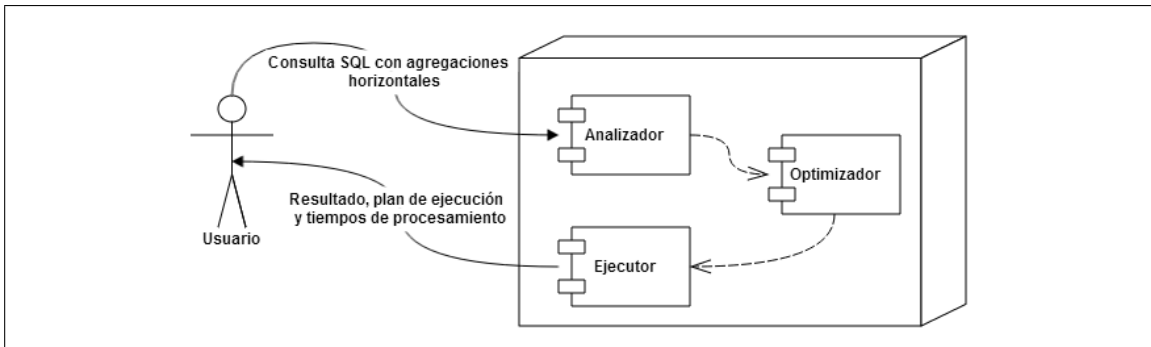 Consulta SQL con agregaciones
horizontales
Analizador
Optimizador
Resultado, plan de ejecución
y tiempos de procesamiento
Usuario
Ejecutor